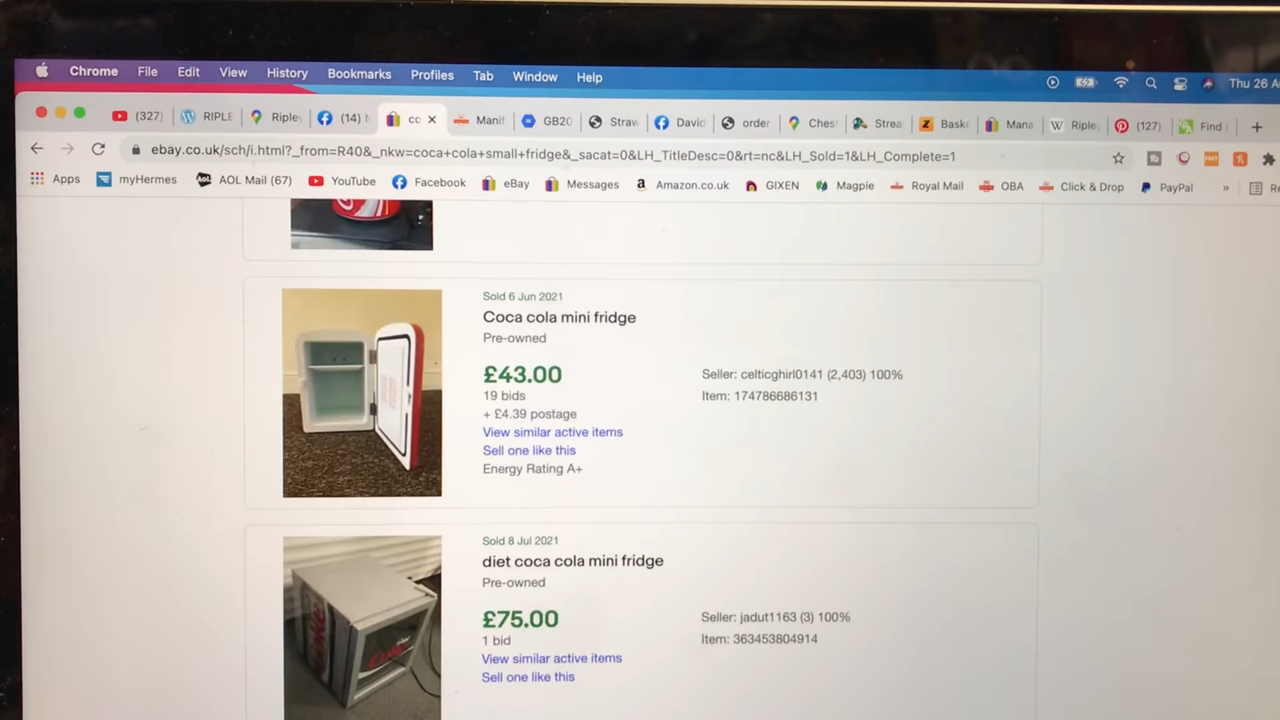 Chrome File Edit View History Bookmarks Profiles Tab Window Help Thu 26 A
(327) RIPLE Ripley (14) co Manif GB20 Straw David order Chest Strea Baske Mana Riple (127) Find
ebay.co.uk/sch/i.html?_from=R40&_nkw=coca+cola+small+fridge&_sacat=0&LH_TitleDesc=0&rt=nc&LH_Sold=1&LH_Complete=1
Apps myHermes AOL Mail (67) YouTube Facebook eBay Messages Amazon.co.uk GIXEN Magpie Royal Mail OBA Click & Drop PayPal » Re
Sold 6 Jun 2021
Coca cola mini fridge
Pre-owned
£43.00
Seller: celticghirl0141 (2,403) 100%
19 bids
Item: 174786686131
+ £4.39 postage
View similar active items
Sell one like this
Energy Rating A+
Sold 8 Jul 2021
diet coca cola mini fridge
Pre-owned
£75.00
Seller: jadut1163 (3) 100%
1 bid
Item: 363453804914
View similar active items
Sell one like this